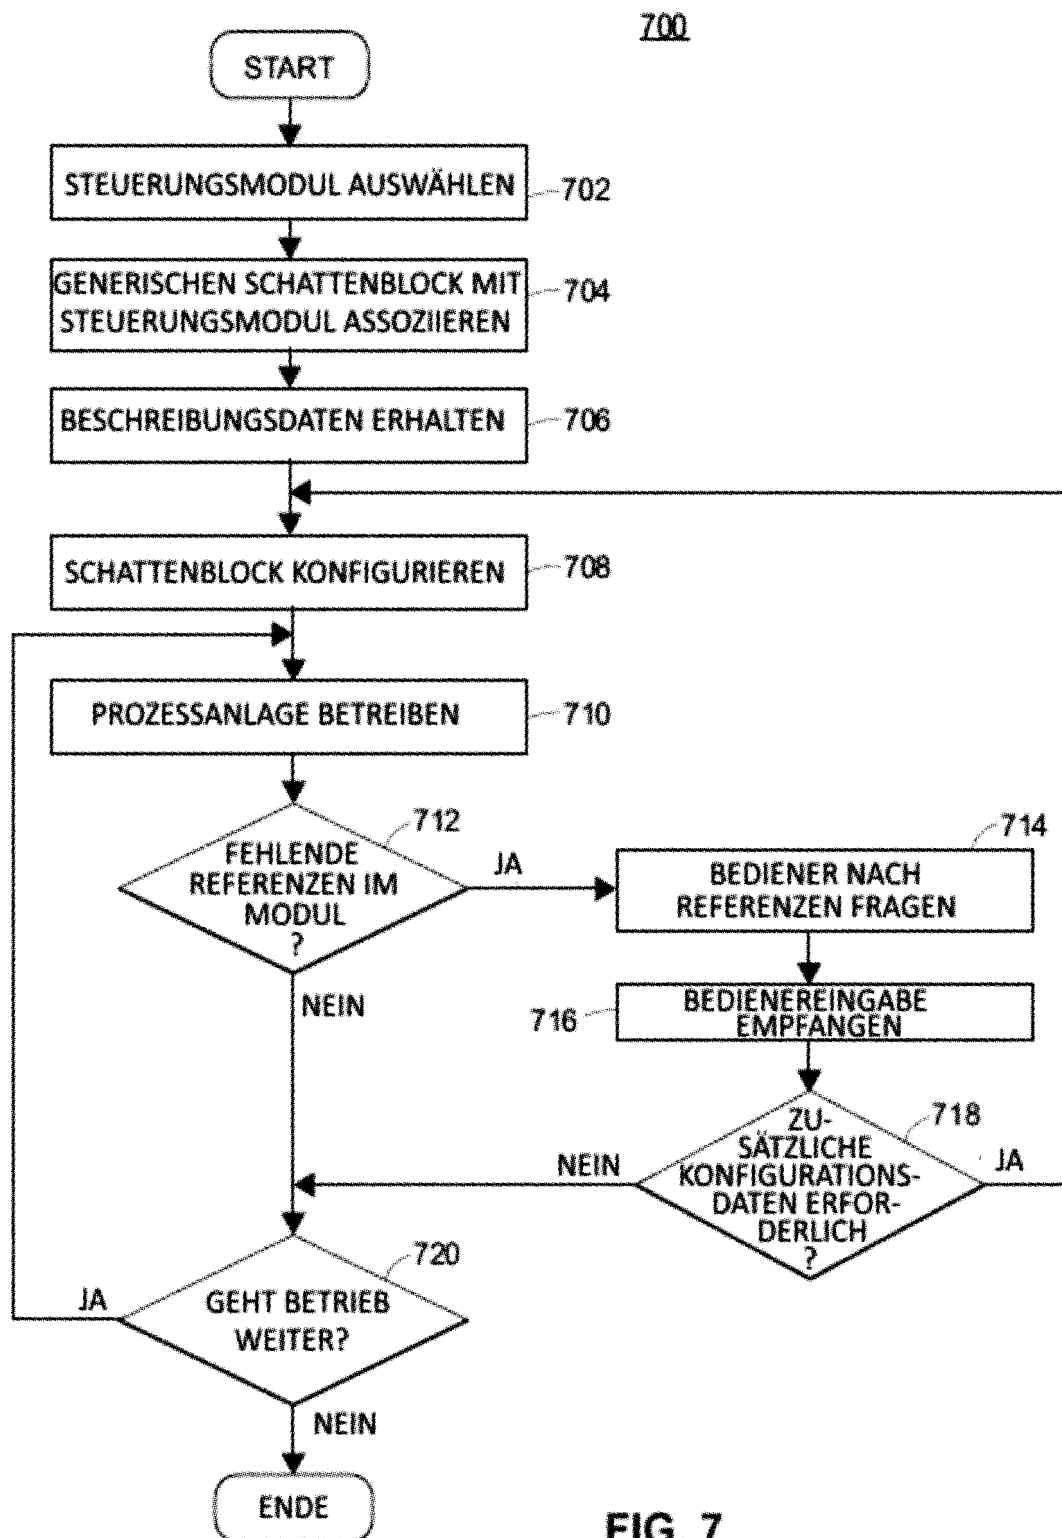 700
START
STEUERUNGSMODUL AUSWÄHLEN
702
GENERISCHEN SCHATTENBLOCK MIT
STEUERUNGSMODUL ASSOZIIEREN
704
BESCHREIBUNGSDATEN ERHALTEN
706
SCHATTENBLOCK KONFIGURIEREN
708
PROZESSANLAGE BETREIBEN
710
712
FEHLENDE
REFERENZEN IM
MODUL
?
JA
NEIN
714
BEDIENER NACH
REFERENZEN FRAGEN
716
BEDIENEREINGABE
EMPFANGEN
718
ZU-
SÄTZLICHE
KONFIGURATIONS-
DATEN ERFOR-
DERLICH
?
NEIN
JA
720
GEHT BETRIEB
WEITER?
JA
NEIN
ENDE
FIG. 7